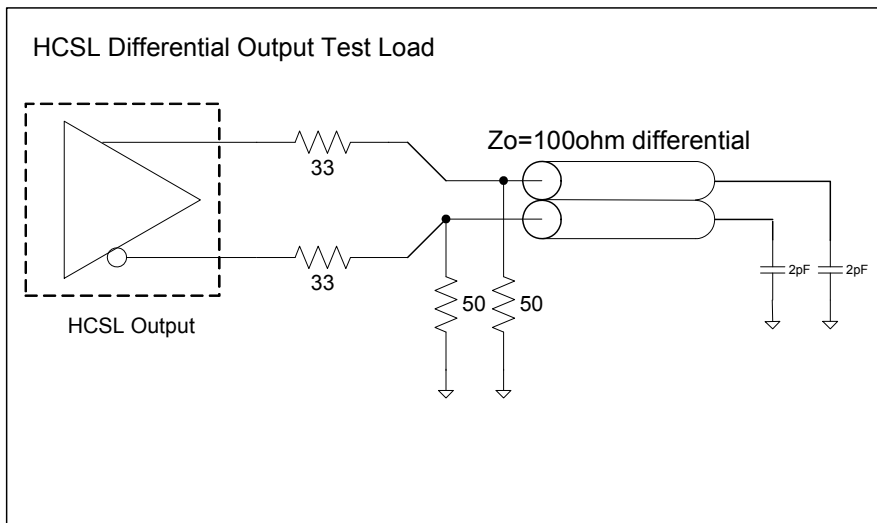 HCSL Differential Output Test Load
Zo=100ohm differential
33
33
50
50
2pF
2pF
HCSL Output